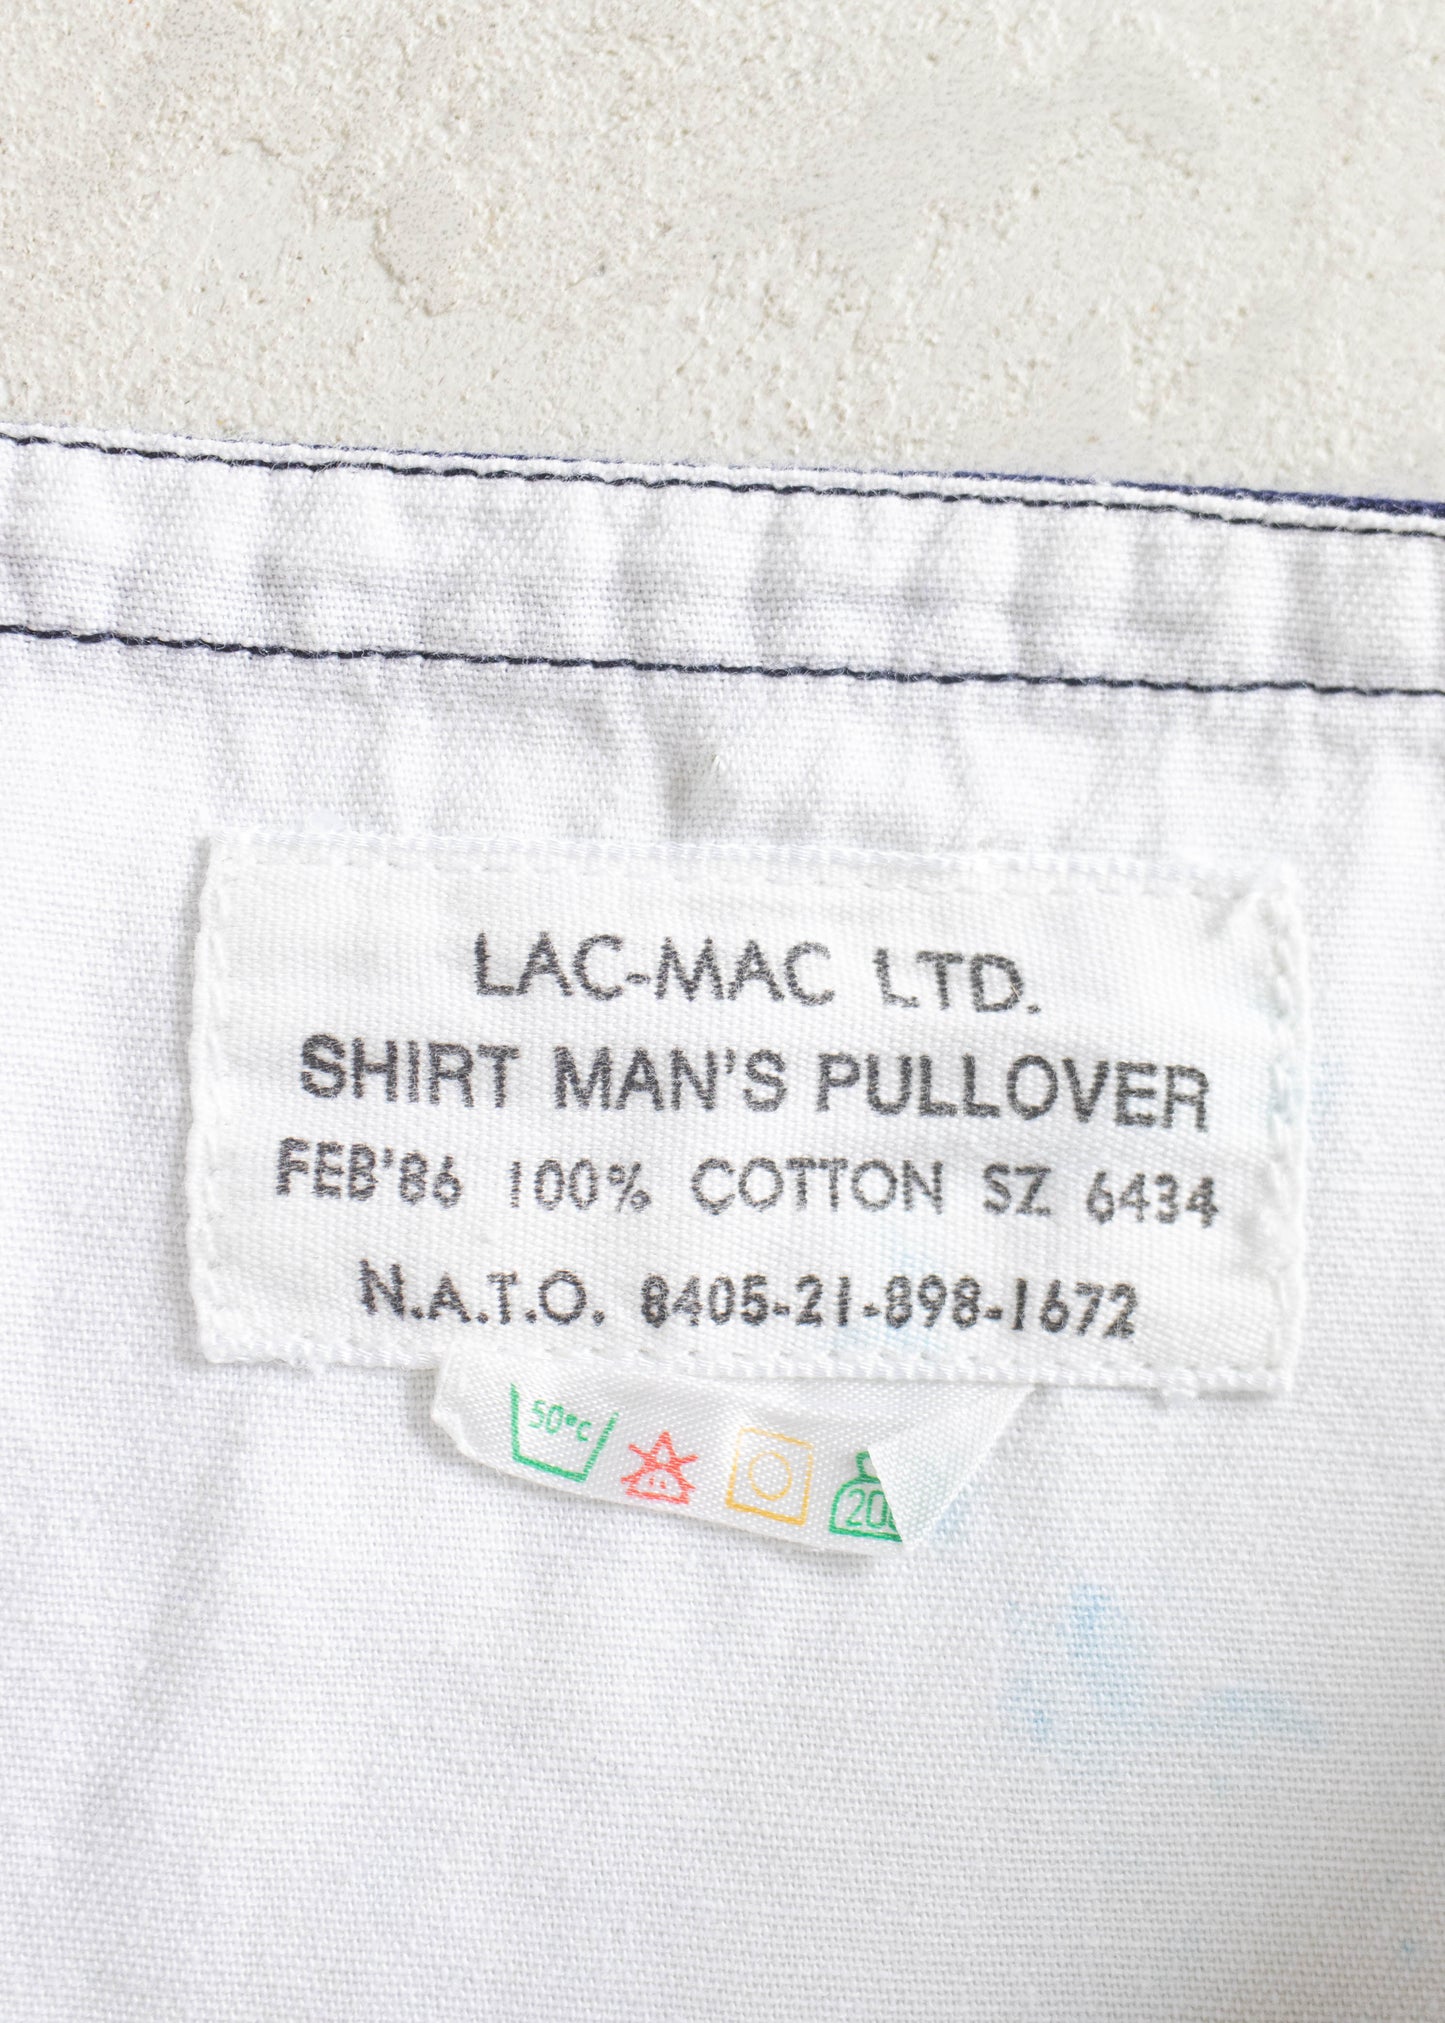 LAC-MAC LTD.
SHIRT MAN'S PULLOVER
FEB'86 100% COTTON SZ 6434
N.A.T.O. 8405-21-898-1672
50°C